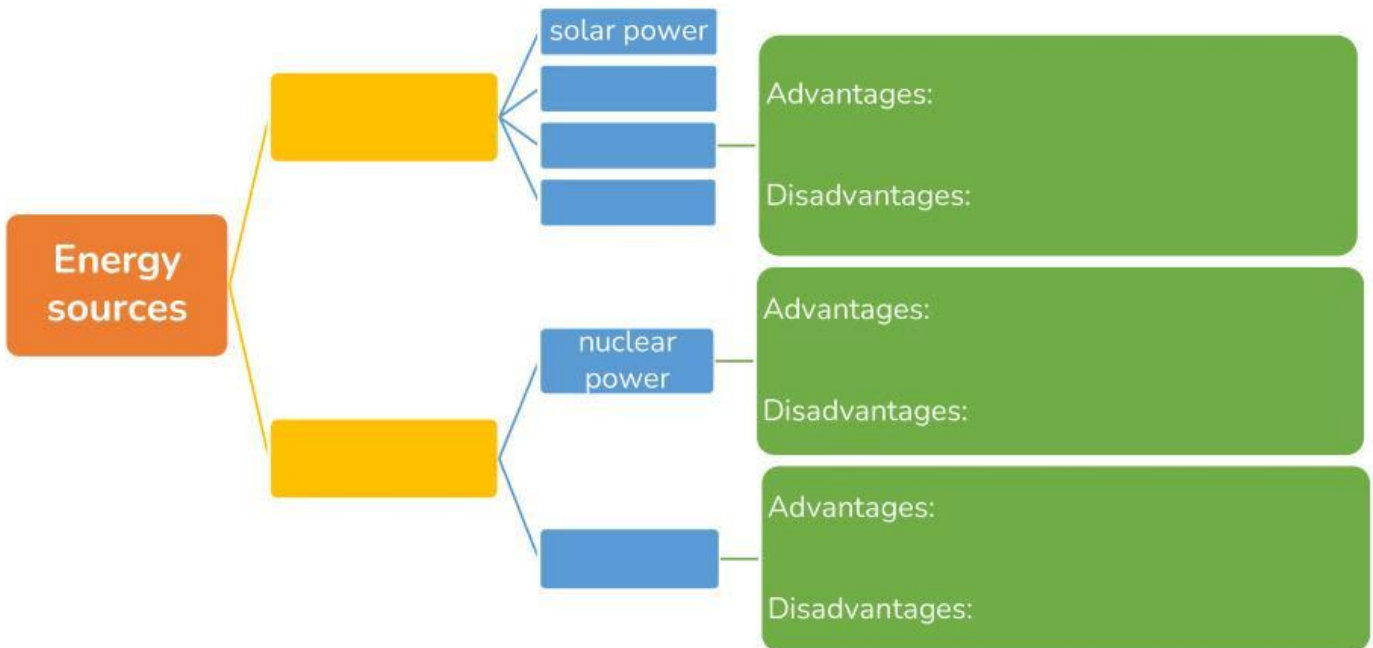 solar power
Advantages:
Disadvantages:
Energy
sources
nuclear
power
Advantages:
Disadvantages:
Advantages:
Disadvantages: